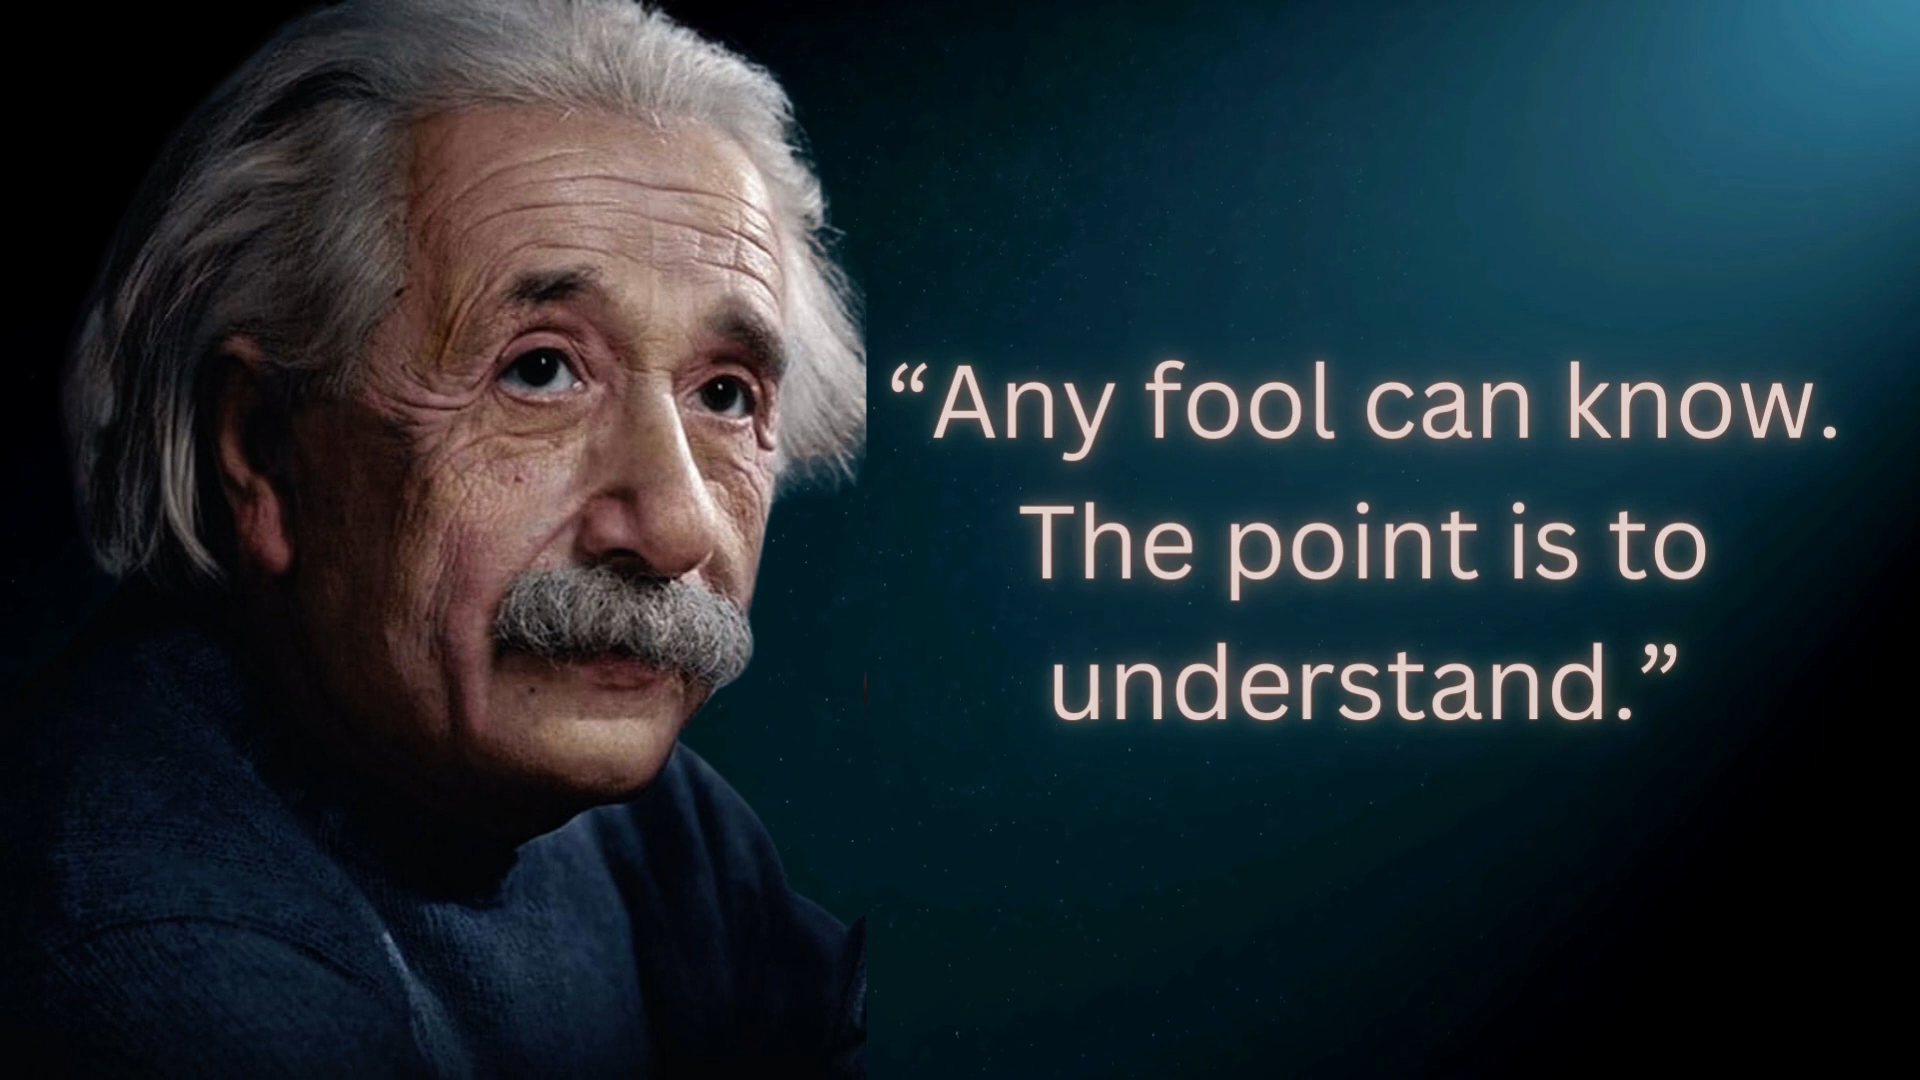 “Any fool can know.
The point is to
understand.”